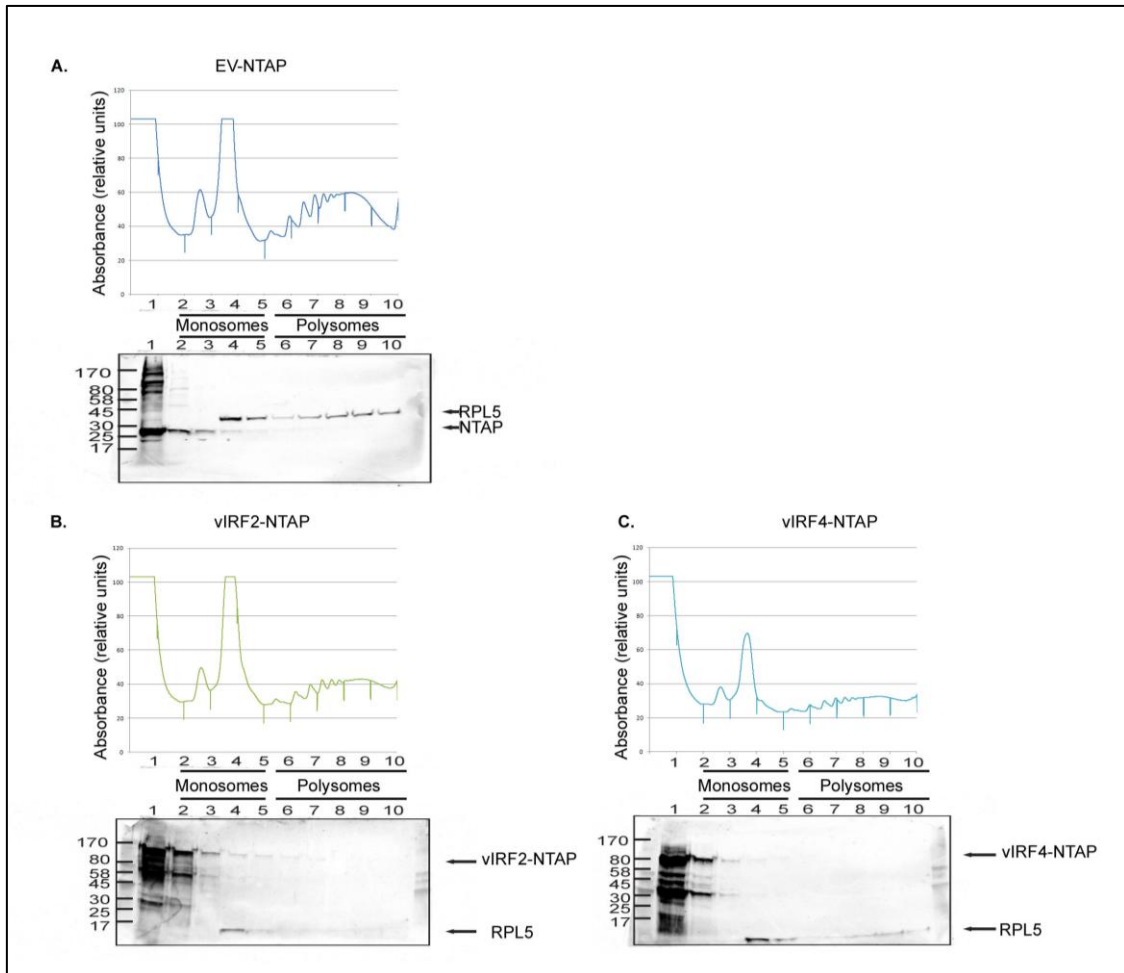 A.
EV-NTAP
Absorbance (relative units)
120
100
80
60
40
20
0
1 2 3 4 5 6 7 8 9 10
Monosomes Polysomes
1 2 3 4 5 6 7 8 9 10
170
80
58
45
30
25
17
RPL5
NTAP
B.
vIRF2-NTAP
Absorbance (relative units)
120
100
80
60
40
20
0
1 2 3 4 5 6 7 8 9 10
Monosomes Polysomes
1 2 3 4 5 6 7 8 9 10
170
80
58
45
30
25
17
vIRF2-NTAP
RPL5
C.
vIRF4-NTAP
Absorbance (relative units)
120
100
80
60
40
20
0
1 2 3 4 5 6 7 8 9 10
Monosomes Polysomes
1 2 3 4 5 6 7 8 9 10
170
80
58
45
30
25
17
vIRF4-NTAP
RPL5